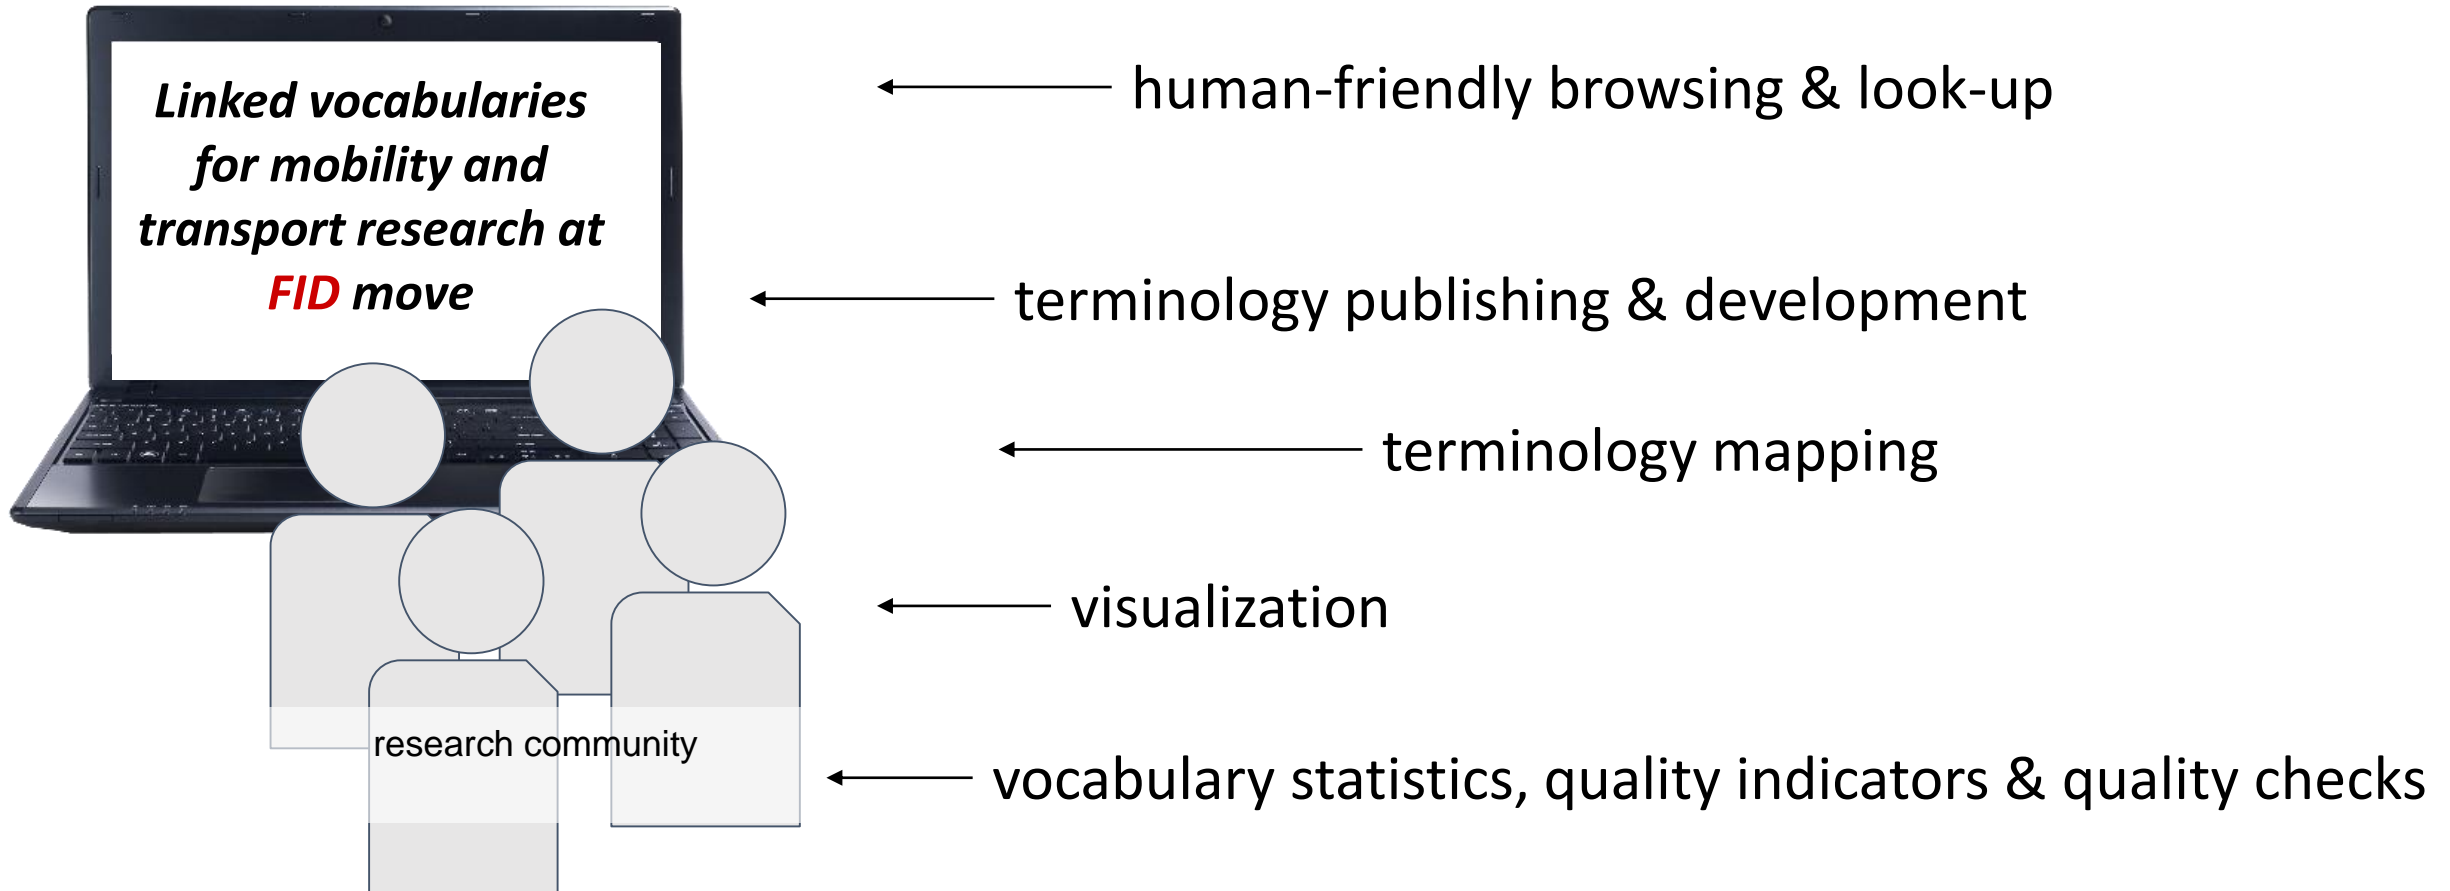 Linked vocabularies
for mobility and
transport research at
FID move
human-friendly browsing & look-up
terminology publishing & development
terminology mapping
visualization
research community
vocabulary statistics, quality indicators & quality checks